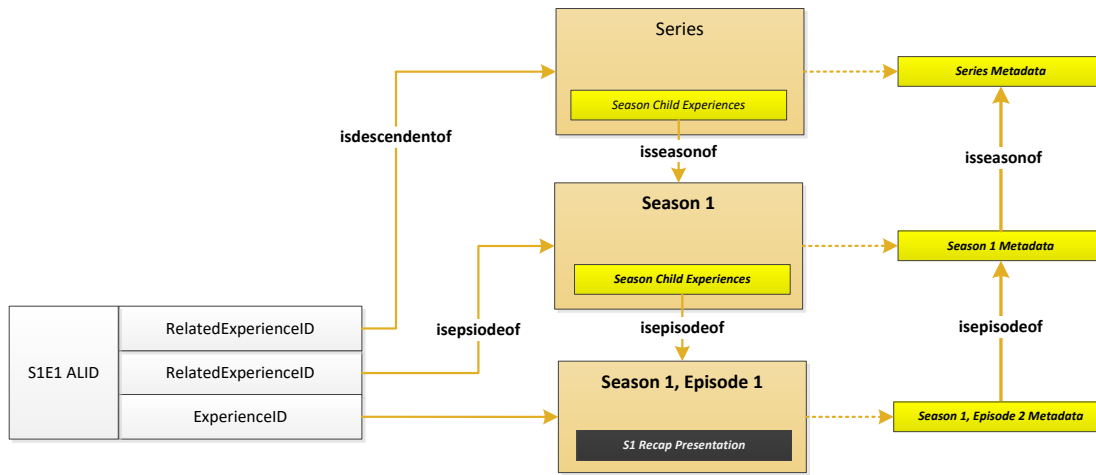 Series
Season Child Experiences
Series Metadata
isdescendentof
isseasonof
isseasonof
Season 1
Season Child Experiences
Season 1 Metadata
isepsiodeof
isepisodeof
isepisodeof
S1E1 ALID
RelatedExperienceID
RelatedExperienceID
ExperienceID
Season 1, Episode 1
S1 Recap Presentation
Season 1, Episode 2 Metadata